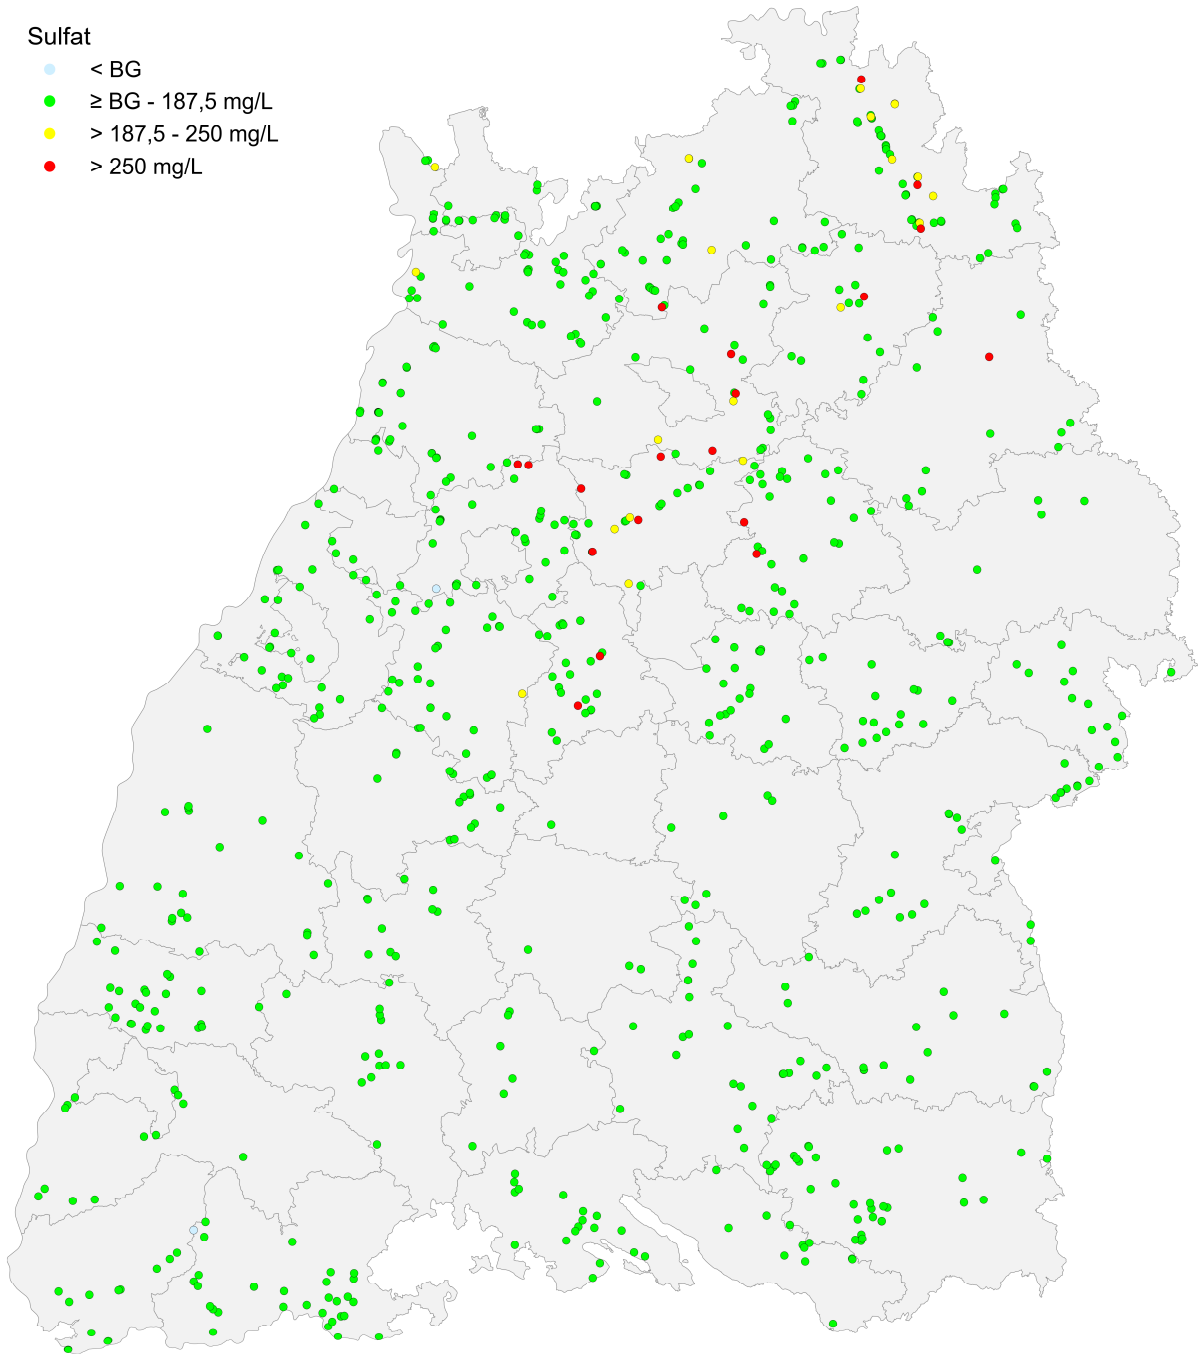 Sulfat
< BG
≥ BG - 187,5 mg/L
> 187,5 - 250 mg/L
> 250 mg/L